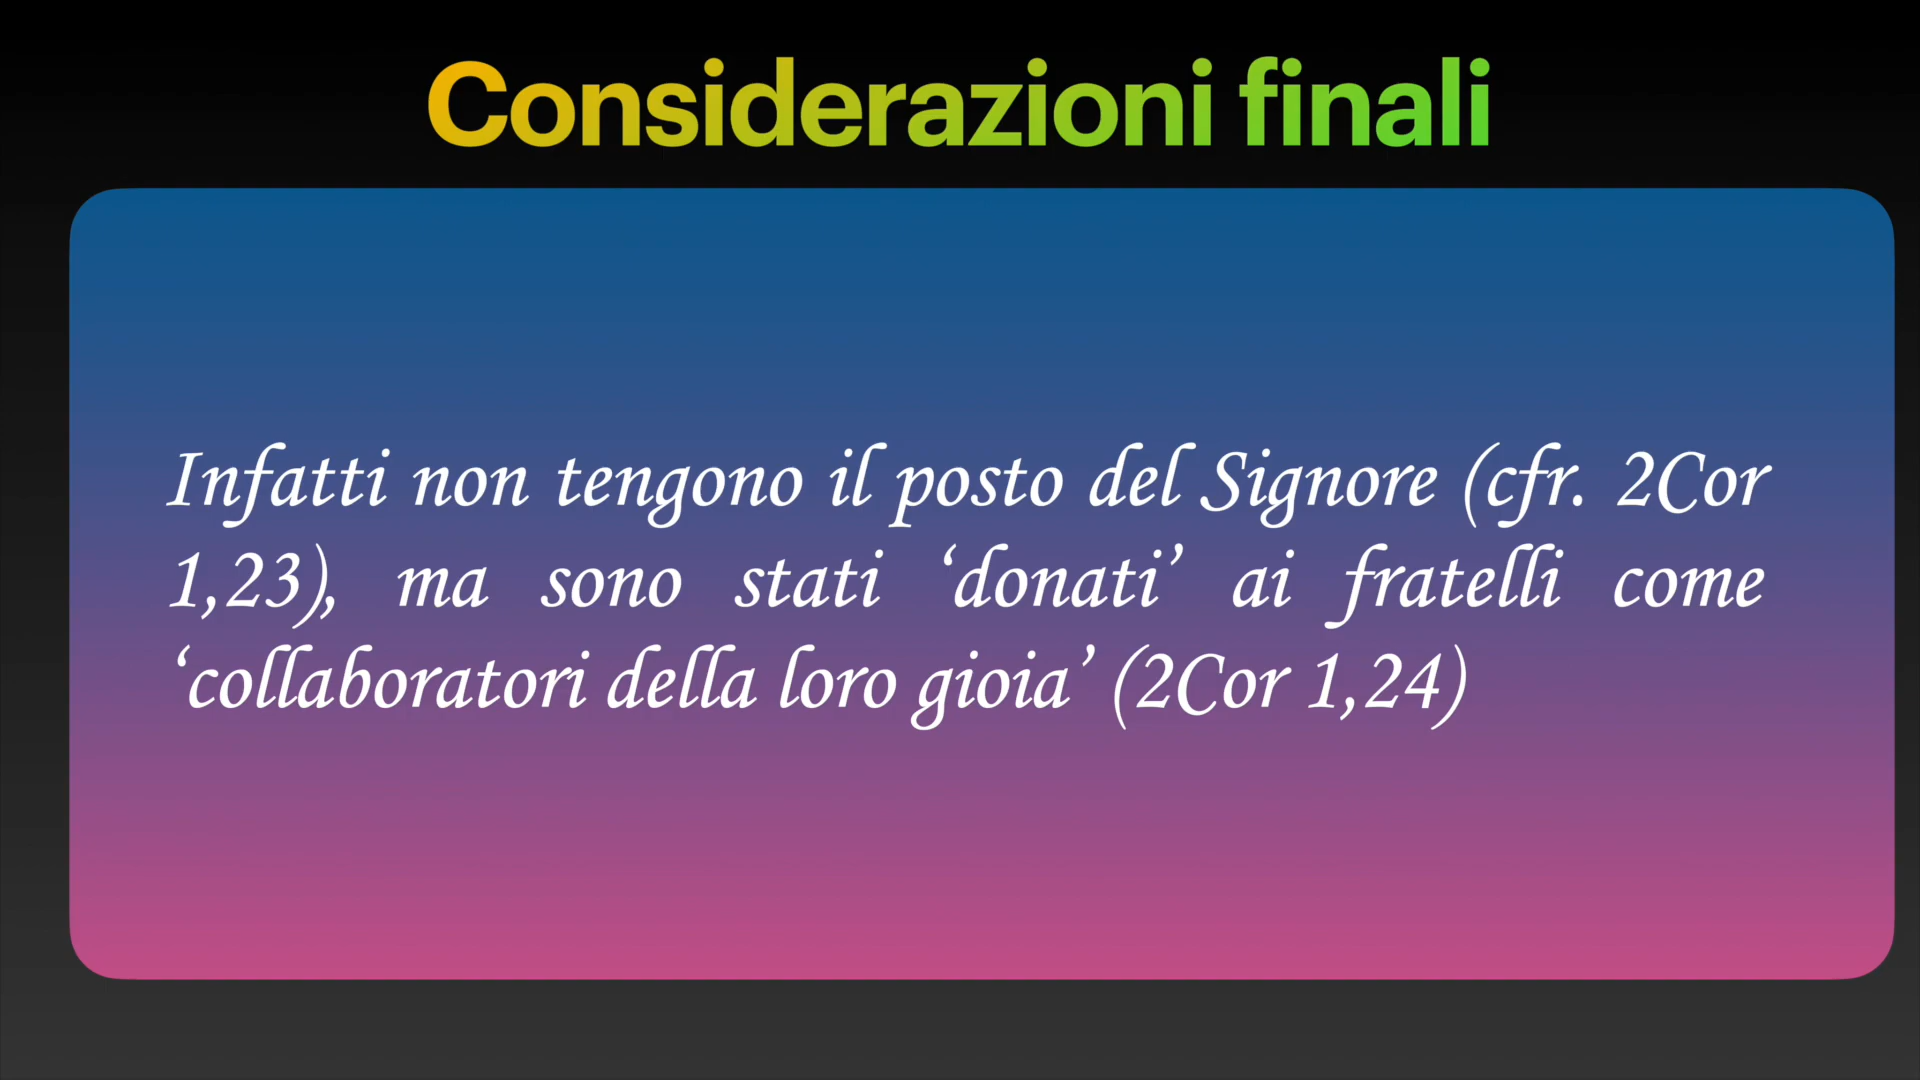 Considerazioni finali
Infatti non tengono il posto del Signore (cfr. 2Cor
1,23), ma sono stati ‘donati’ ai fratelli come
‘collaboratori della loro gioia’ (2Cor 1,24)